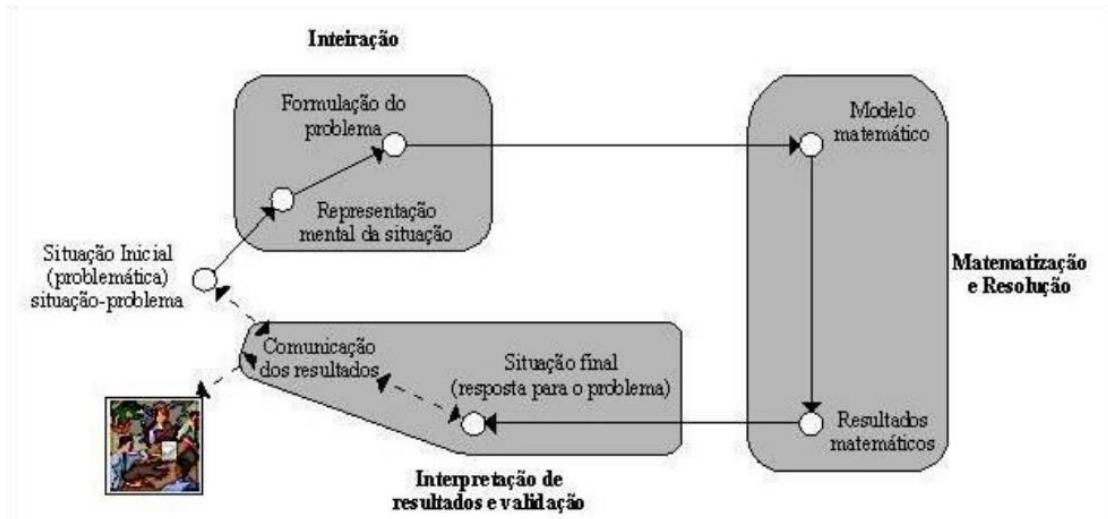 Inteiração
Formulação do
problema
Representação
mental da situação
Situação Inicial
(problemática)
situação-problema
Modelo
matemático
Matematização
e Resolução
Resultados
matemáticos
Situação final
(resposta para o problema)
Comunicação
dos resultados
Interpretação de
resultados e validação